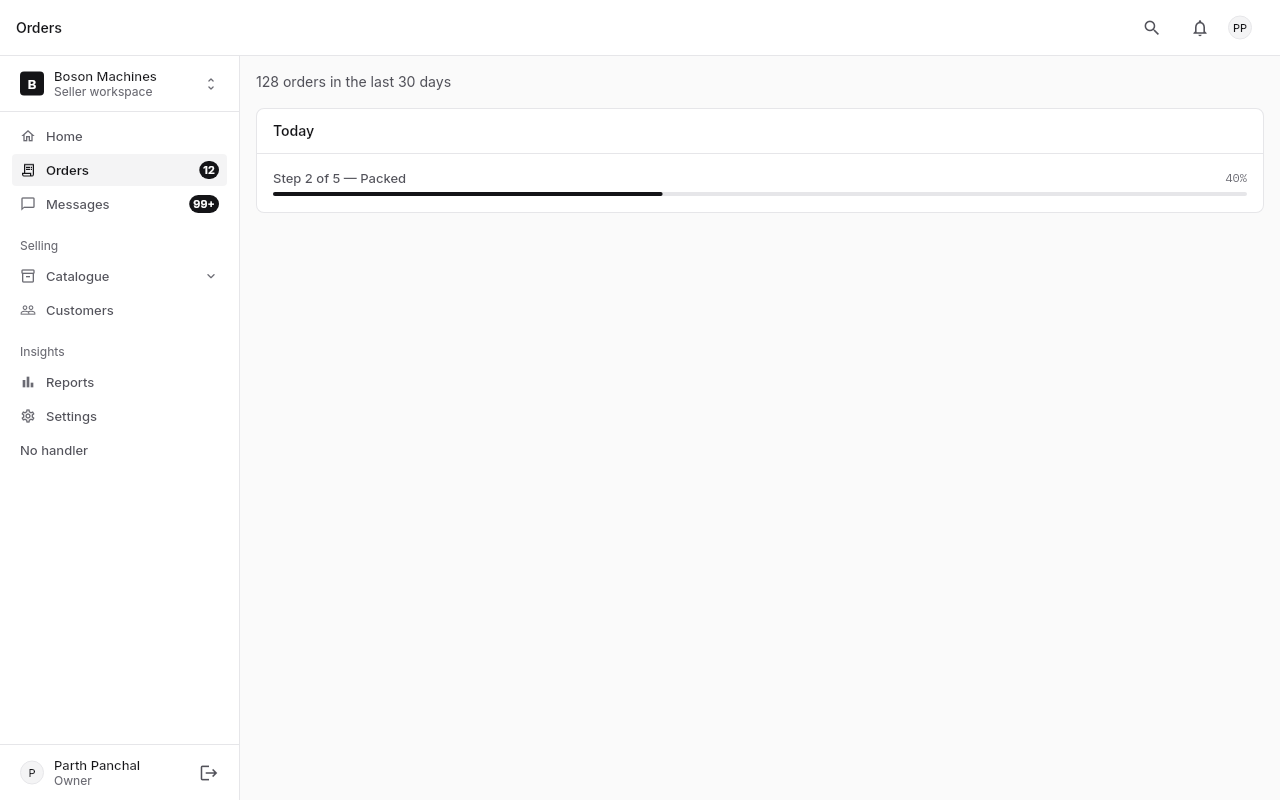 Orders
PP
B
Boson Machines
Seller workspace
Home
Orders 12
Messages 99+
Selling
Catalogue
Customers
Insights
Reports
Settings
No handler
P
Parth Panchal
Owner
128 orders in the last 30 days
Today
Step 2 of 5 — Packed 40%